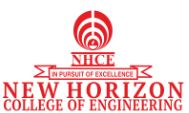 NHCE
IN PURSUIT OF EXCELLENCE
NEW HORIZON
COLLEGE OF ENGINEERING